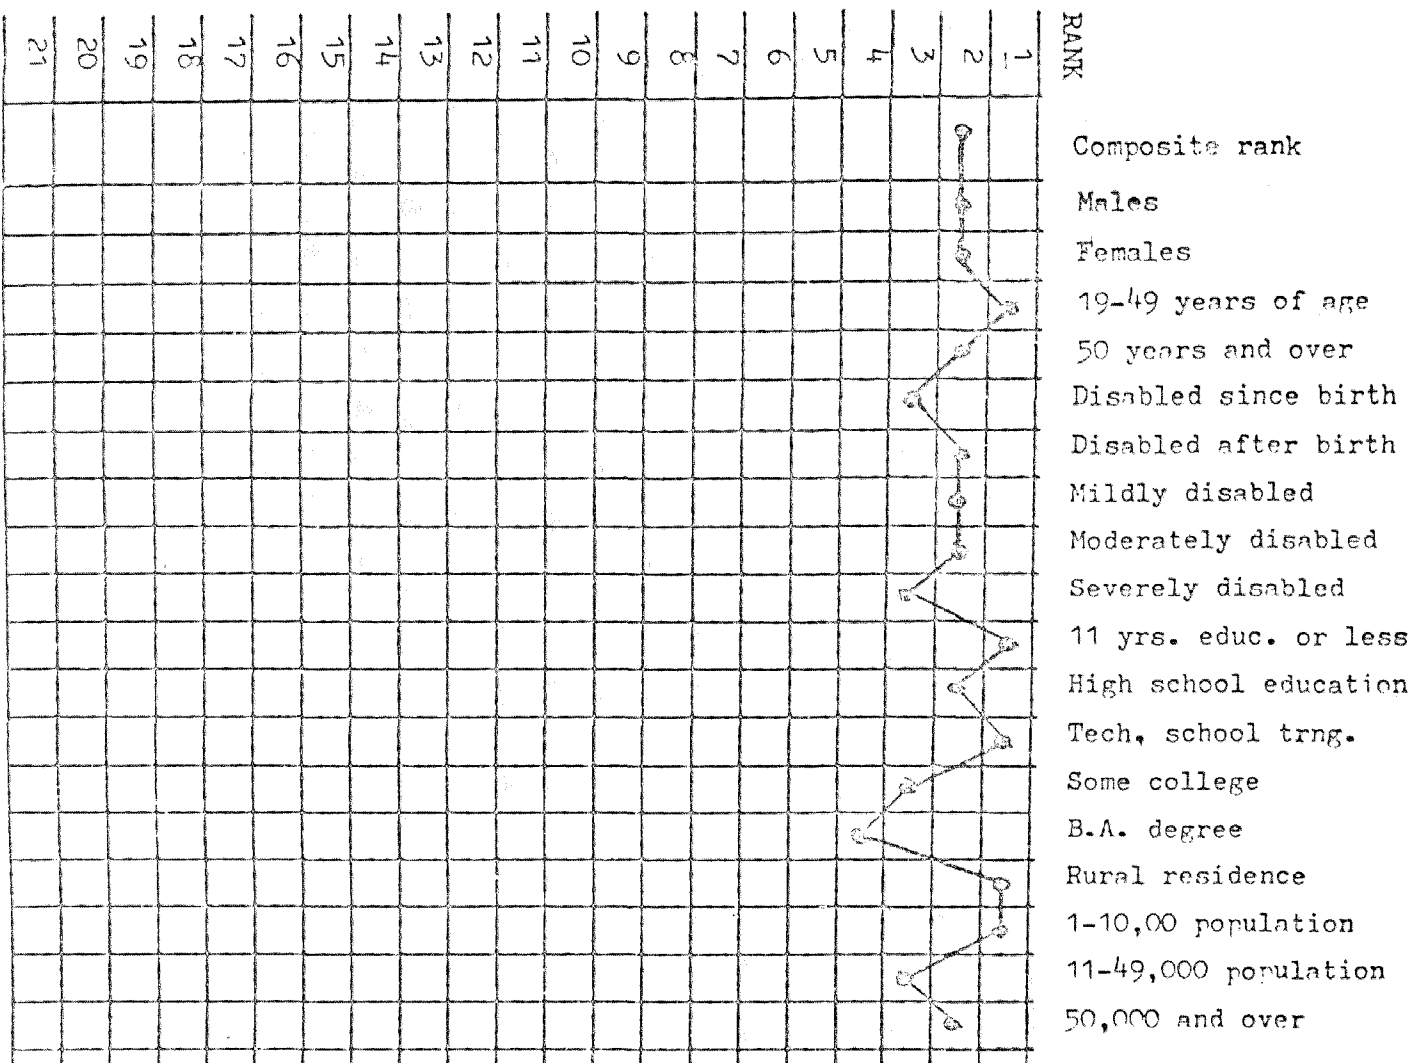 RANK
1
2
3
4
5
6
7
8
9
10
11
12
13
14
15
16
17
18
19
20
21
Composite rank
Males
Females
19-49 years of age
50 years and over
Disabled since birth
Disabled after birth
Mildly disabled
Moderately disabled
Severely disabled
11 yrs. educ. or less
High school education
Tech, school trng.
Some college
B.A. degree
Rural residence
1-10,00 population
11-49,000 population
50,000 and over